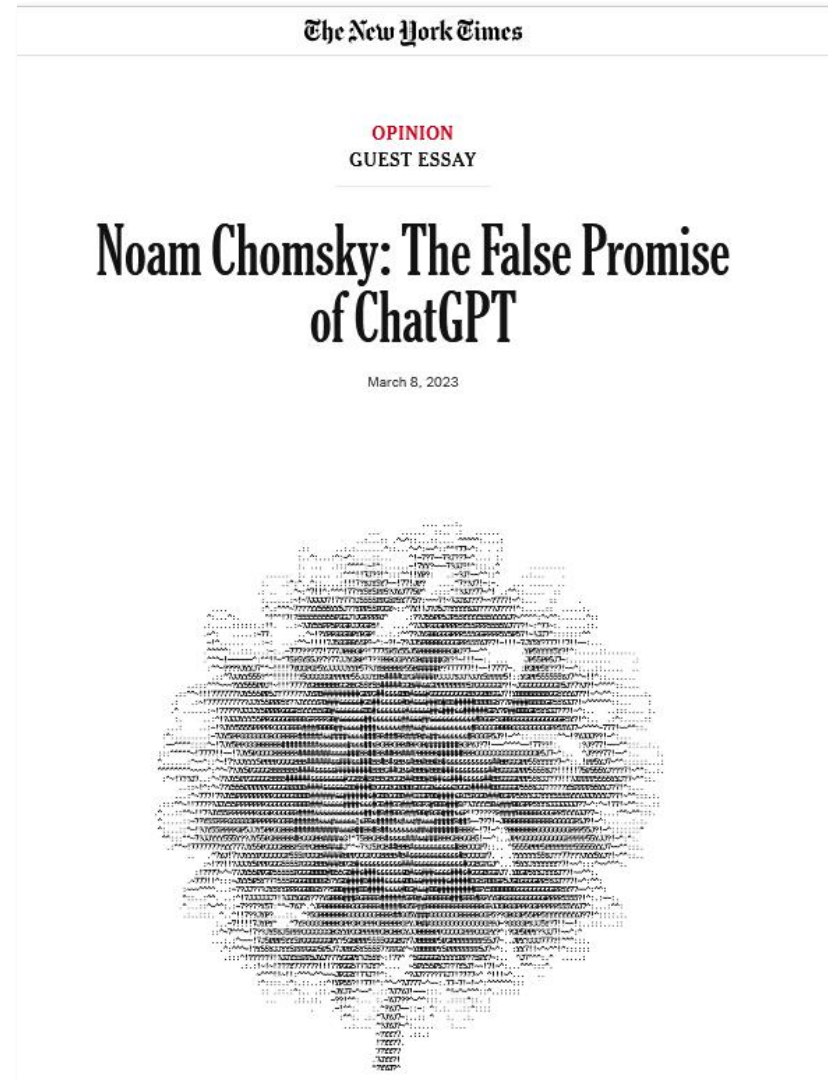 The New York Times
OPINION
GUEST ESSAY
Noam Chomsky: The False Promise
of ChatGPT
March 8, 2023